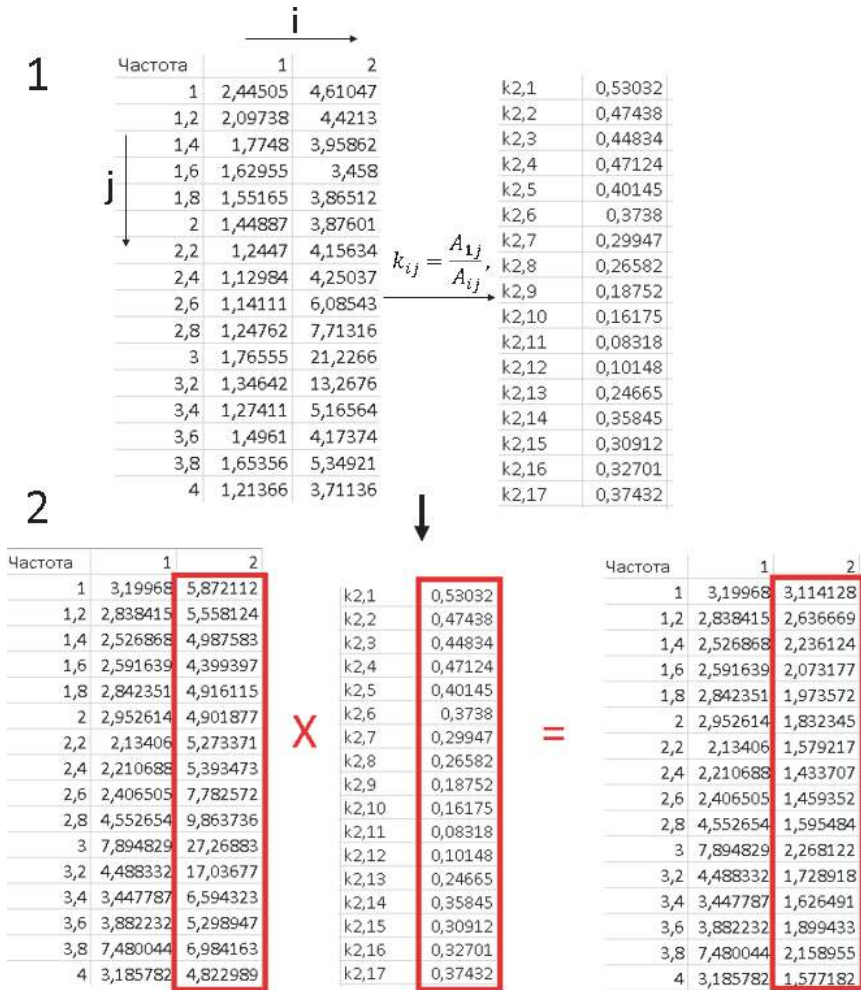 i
1
Частота 1 2
1 2,44505 4,61047
1,2 2,09738 4,4213
1,4 1,7748 3,95862
1,6 1,62955 3,458
1,8 1,55165 3,86512
2 1,44887 3,87601
2,2 1,2447 4,15634
2,4 1,12984 4,25037
2,6 1,14111 6,08543
2,8 1,24762 7,71316
3 1,76555 21,2266
3,2 1,34642 13,2676
3,4 1,27411 5,16564
3,6 1,4961 4,17374
3,8 1,65356 5,34921
4 1,21366 3,71136
j
k_{ij} = A_{1j} / A_{ij},
k2,1 0,53032
k2,2 0,47438
k2,3 0,44834
k2,4 0,47124
k2,5 0,40145
k2,6 0,3738
k2,7 0,29947
k2,8 0,26582
k2,9 0,18752
k2,10 0,16175
k2,11 0,08318
k2,12 0,10148
k2,13 0,24665
k2,14 0,35845
k2,15 0,30912
k2,16 0,32701
k2,17 0,37432
2
Частота 1 2
1 3,19968 5,872112
1,2 2,838415 5,558124
1,4 2,526868 4,987583
1,6 2,591639 4,399397
1,8 2,842351 4,916115
2 2,952614 4,901877
2,2 2,13406 5,273371
2,4 2,210688 5,393473
2,6 2,406505 7,782572
2,8 4,552654 9,863736
3 7,894829 27,26883
3,2 4,488332 17,03677
3,4 3,447787 6,594323
3,6 3,882232 5,298947
3,8 7,480044 6,984163
4 3,185782 4,822989
X
k2,1 0,53032
k2,2 0,47438
k2,3 0,44834
k2,4 0,47124
k2,5 0,40145
k2,6 0,3738
k2,7 0,29947
k2,8 0,26582
k2,9 0,18752
k2,10 0,16175
k2,11 0,08318
k2,12 0,10148
k2,13 0,24665
k2,14 0,35845
k2,15 0,30912
k2,16 0,32701
k2,17 0,37432
=
Частота 1 2
1 3,19968 3,114128
1,2 2,838415 2,636669
1,4 2,526868 2,236124
1,6 2,591639 2,073177
1,8 2,842351 1,973572
2 2,952614 1,832345
2,2 2,13406 1,579217
2,4 2,210688 1,433707
2,6 2,406505 1,459352
2,8 4,552654 1,595484
3 7,894829 2,268122
3,2 4,488332 1,728918
3,4 3,447787 1,626491
3,6 3,882232 1,899433
3,8 7,480044 2,158955
4 3,185782 1,577182